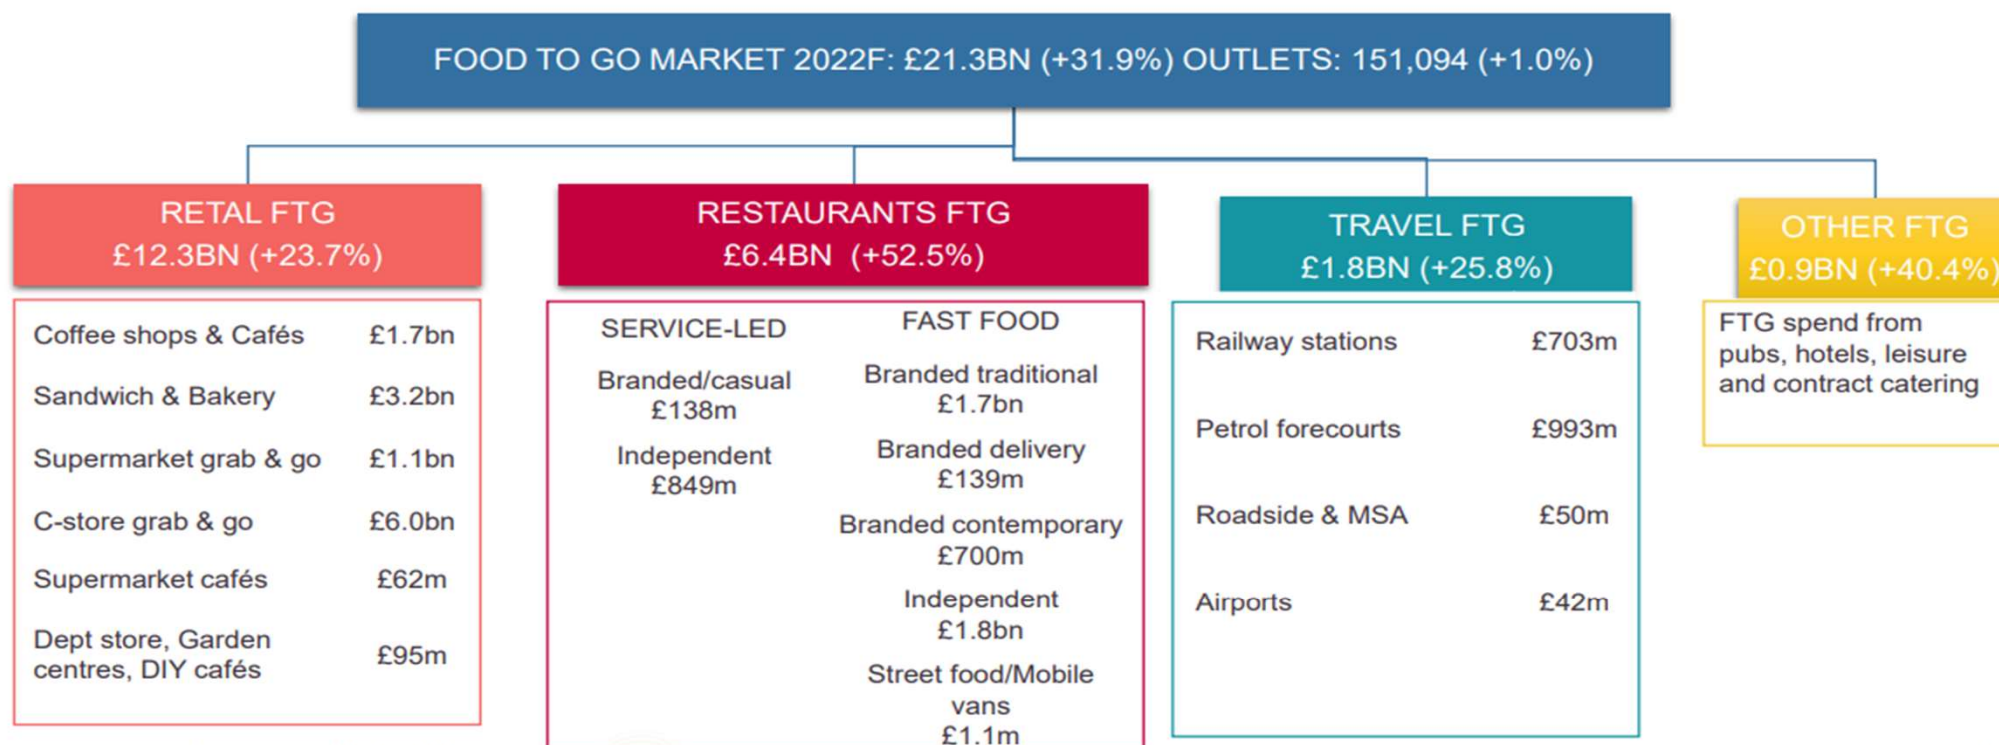 FOOD TO GO MARKET 2022F: £21.3BN (+31.9%) OUTLETS: 151,094 (+1.0%)
RETAL FTG
£12.3BN (+23.7%)
Coffee shops & Cafés £1.7bn
Sandwich & Bakery £3.2bn
Supermarket grab & go £1.1bn
C-store grab & go £6.0bn
Supermarket cafés £62m
Dept store, Garden
centres, DIY cafés £95m
RESTAURANTS FTG
£6.4BN (+52.5%)
SERVICE-LED
Branded/casual
£138m
Independent
£849m
FAST FOOD
Branded traditional
£1.7bn
Branded delivery
£139m
Branded contemporary
£700m
Independent
£1.8bn
Street food/Mobile
vans
£1.1m
TRAVEL FTG
£1.8BN (+25.8%)
Railway stations £703m
Petrol forecourts £993m
Roadside & MSA £50m
Airports £42m
OTHER FTG
£0.9BN (+40.4%)
FTG spend from
pubs, hotels, leisure
and contract catering